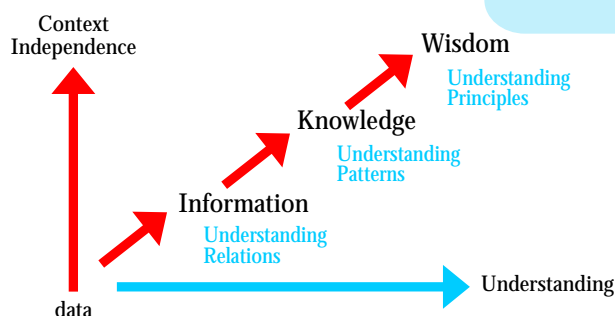 Context
Independence
Wisdom
Understanding
Principles
Knowledge
Understanding
Patterns
Information
Understanding
Relations
Understanding
data